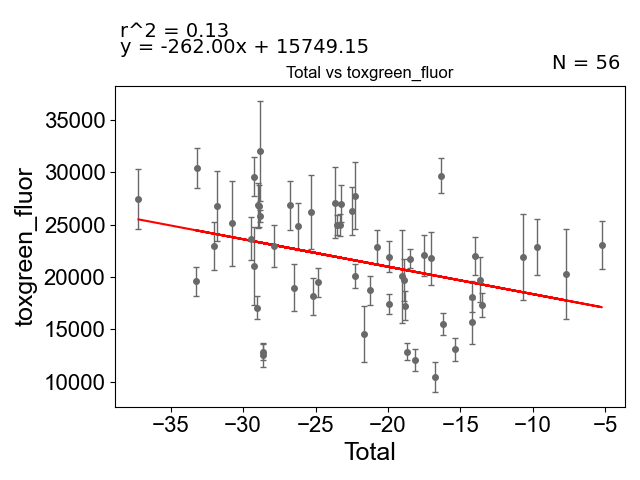 r^2 = 0.13
y = -262.00x + 15749.15
N = 56
Total vs toxgreen_fluor
toxgreen_fluor
35000
30000
25000
20000
15000
10000
−35 −30 −25 −20 −15 −10 −5
Total